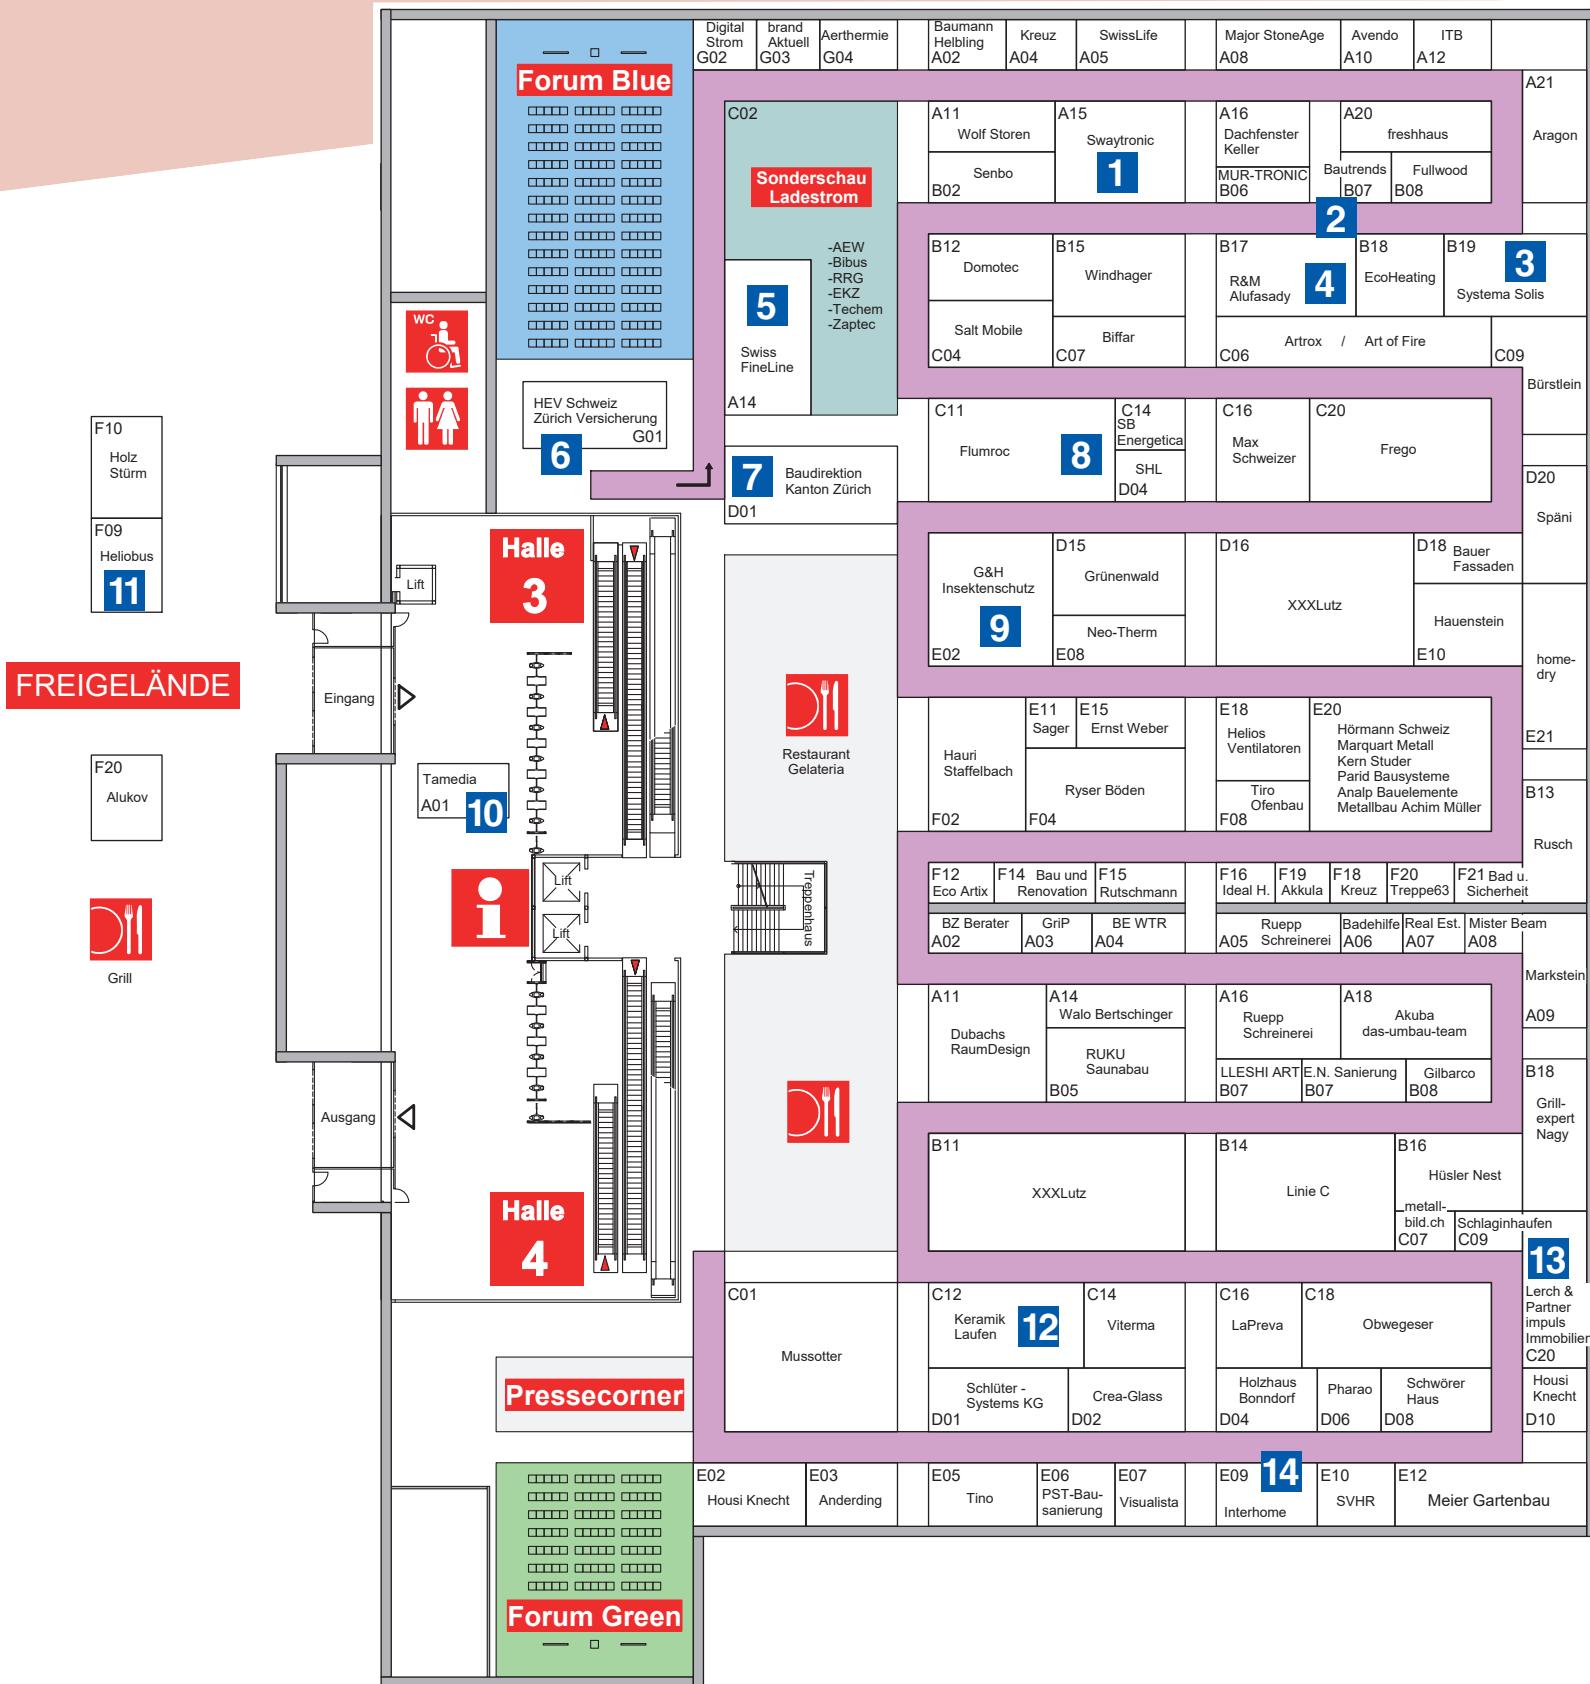 Digital
Strom
G02
brand
Aktuell
G03
Aerthermie
G04
Baumann
Helbling
A02
Kreuz
A04
SwissLife
A05
Major StoneAge
A08
Avendo
A10
ITB
A12
Forum Blue
C02
Sonderschau
Ladestrom
-AEW
-Bibus
-RRG
-EKZ
-Techem
-Zaptec
A11
Wolf Storen
Senbo
B02
A15
Swaytronic
1
A16
Dachfenster
Keller
MUR-TRONIC
B06
A20
freshhaus
Bautrends
B07
Fullwood
B08
A21
Aragon
2
5
Swiss
FineLine
A14
B12
Domotec
Salt Mobile
C04
B15
Windhager
Biffar
C07
B17
R&M
Alufasady
4
B18
EcoHeating
B19
3
Systema Solis
Artrox / Art of Fire
C06
C09
Bürstlein
WC
HEV Schweiz
Zürich Versicherung
G01
6
7
Baudirektion
Kanton Zürich
D01
C11
Flumroc
8
C14
SB
Energetica
SHL
D04
C16
Max
Schweizer
C20
Frego
D20
Späni
F10
Holz
Stürm
F09
Heliobus
11
FREIGELÄNDE
F20
Alukov
Grill
Lift
Halle
3
Eingang
Tamedia
A01
10
Restaurant
Gelateria
G&H
Insektenschutz
9
E02
D15
Grünenwald
Neo-Therm
E08
D16
XXXLutz
D18
Bauer
Fassaden
Hauenstein
E10
home-
dry
E21
Hauri
Staffelbach
F02
E11
Sager
E15
Ernst Weber
Ryser Böden
F04
E18
Helios
Ventilatoren
Tiro
Ofenbau
F08
E20
Hörmann Schweiz
Marquart Metall
Kern Studer
Parid Bausysteme
Analp Bauelemente
Metallbau Achim Müller
B13
Rusch
i
Lift
Lift
Treppenhaus
F12
Eco Artix
F14 Bau und
Renovation
F15
Rutschmann
F16
Ideal H.
F19
Akkula
F18
Kreuz
F20
Treppe63
F21 Bad u.
Sicherheit
BZ Berater
A02
GriP
A03
BE WTR
A04
Ruepp
A05 Schreinerei
Badehilfe
A06
Real Est.
A07
Mister Beam
A08
Markstein
A09
A11
Dubachs
RaumDesign
A14
Walo Bertschinger
RUKU
Saunabau
B05
A16
Ruepp
Schreinerei
A18
Akuba
das-umbau-team
LLESHI ART
B07
E.N. Sanierung
B07
Gilbarco
B08
B18
Grill-
expert
Nagy
Ausgang
Halle
4
B11
XXXLutz
B14
Linie C
B16
Hüsler Nest
metall-
bild.ch
C07
Schlaginhaufen
C09
13
Lerch &
Partner
impuls
Immobilien
C20
C01
Mussotter
C12
Keramik
Laufen
12
C14
Viterma
C16
LaPreva
C18
Obwegeser
Schlüter -
Systems KG
D01
Crea-Glass
D02
Holzhaus
Bonndorf
D04
Pharao
D06
Schwörer
Haus
D08
Housi
Knecht
D10
Pressecorner
E02
Housi Knecht
E03
Anderding
E05
Tino
E06
PST-Bau-
sanierung
E07
Visualista
E09
14
Interhome
E10
SVHR
E12
Meier Gartenbau
Forum Green